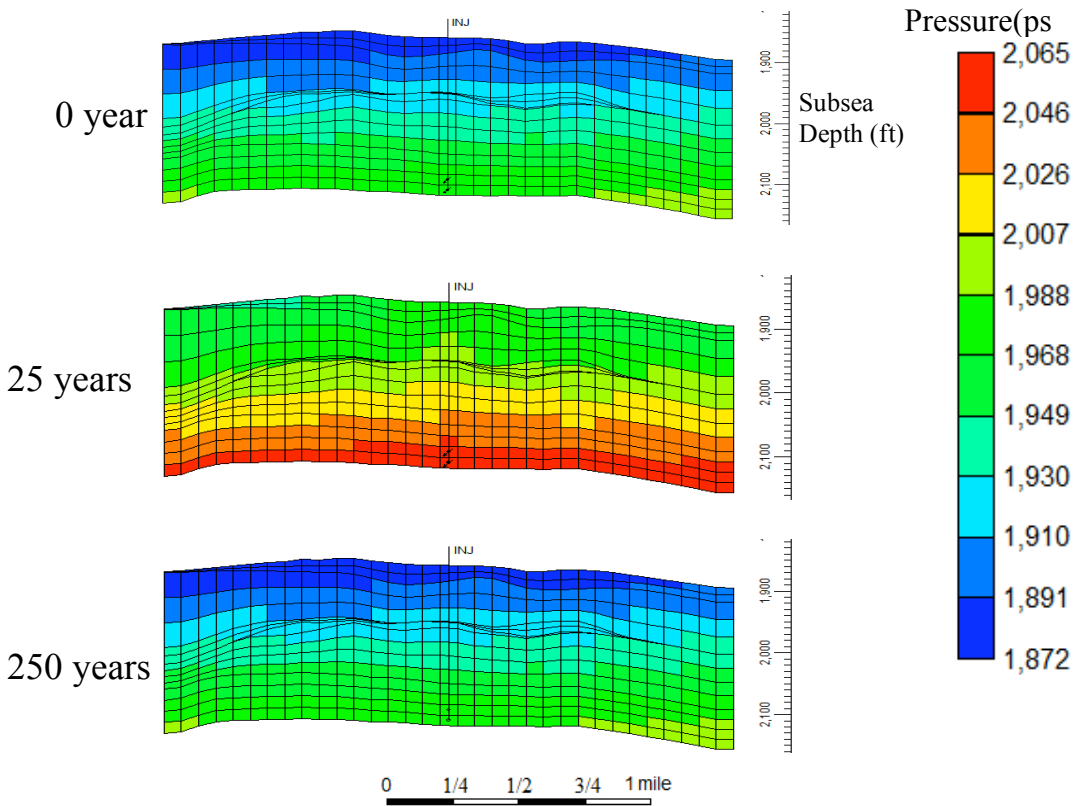 INJ
0 year
1,900
2,000
2,100
Subsea
Depth (ft)
Pressure(ps
2,065
2,046
2,026
2,007
1,988
1,968
1,949
1,930
1,910
1,891
1,872
INJ
25 years
1,900
2,000
2,100
INJ
250 years
1,900
2,000
2,100
0 1/4 1/2 3/4 1 mile